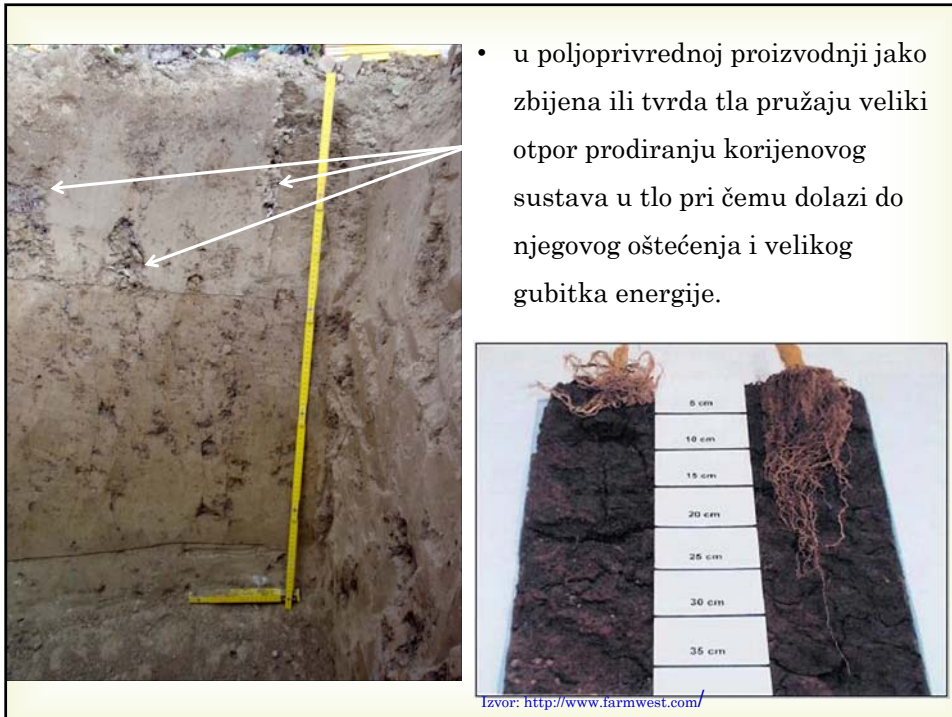 • u poljoprivrednoj proizvodnji jako
zbijena ili tvrda tla pružaju veliki
otpor prodiranju korijenovog
sustava u tlo pri čemu dolazi do
njegovog oštećenja i velikog
gubitka energije.
5 cm
10 cm
15 cm
20 cm
25 cm
30 cm
35 cm
Izvor: http://www.farmwest.com/